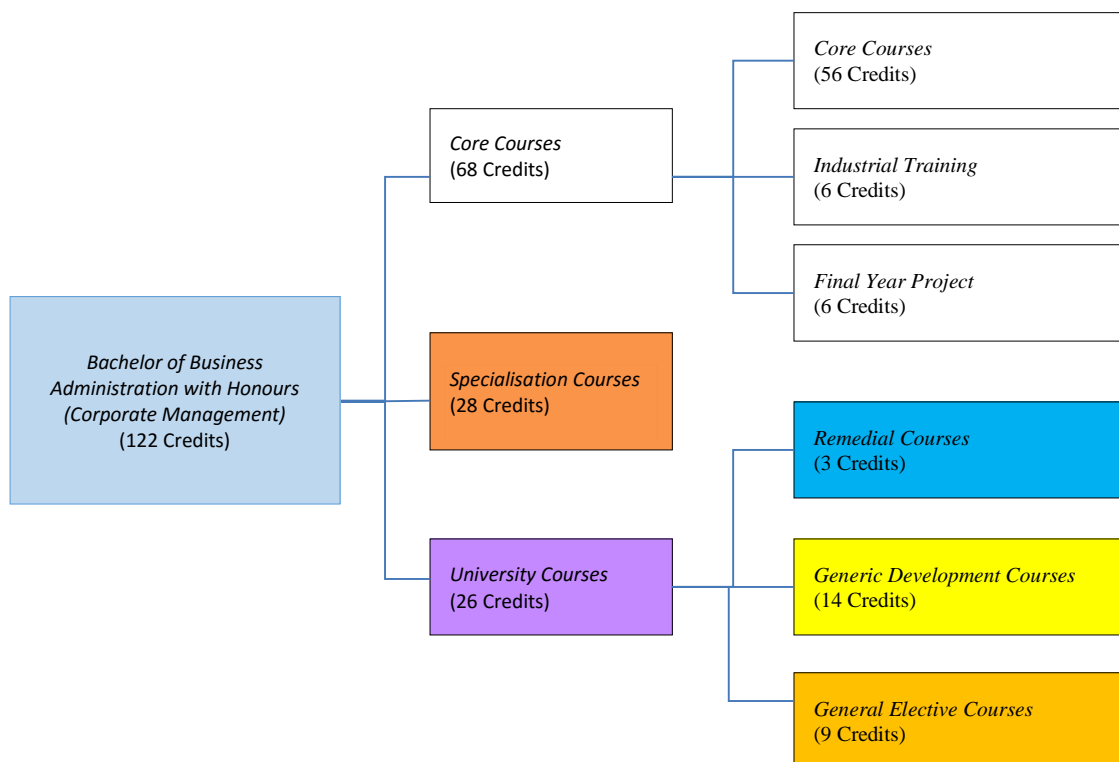 Bachelor of Business
Administration with Honours
(Corporate Management)
(122 Credits)
Core Courses
(68 Credits)
Core Courses
(56 Credits)
Industrial Training
(6 Credits)
Final Year Project
(6 Credits)
Specialisation Courses
(28 Credits)
University Courses
(26 Credits)
Remedial Courses
(3 Credits)
Generic Development Courses
(14 Credits)
General Elective Courses
(9 Credits)